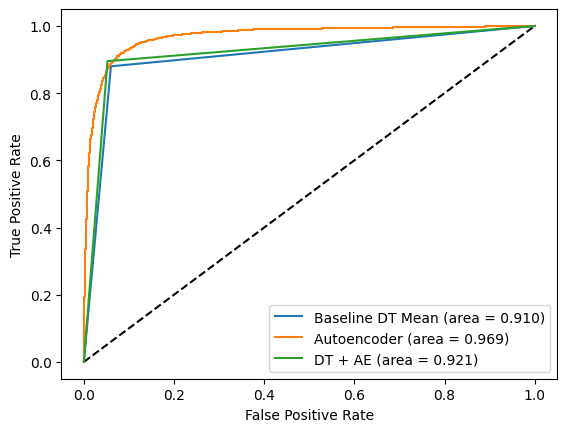 1.0
0.8
0.6
0.4
0.2
0.0
True Positive Rate
Baseline DT Mean (area = 0.910)
Autoencoder (area = 0.969)
DT + AE (area = 0.921)
0.0 0.2 0.4 0.6 0.8 1.0
False Positive Rate